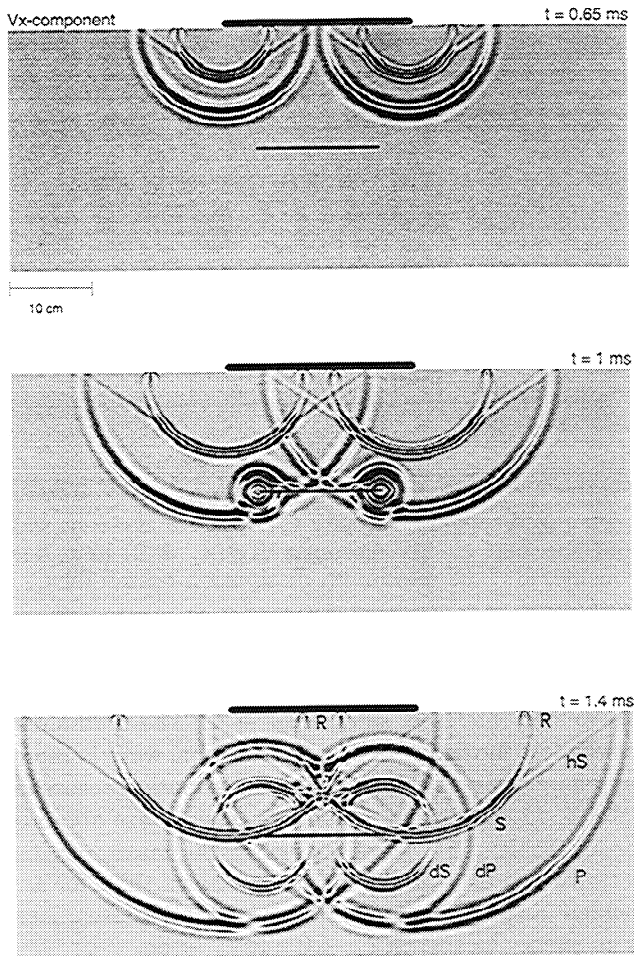 Vx-component
t = 0.65 ms
10 cm
t = 1 ms
t = 1.4 ms
R
R
hS
S
dS
dP
P